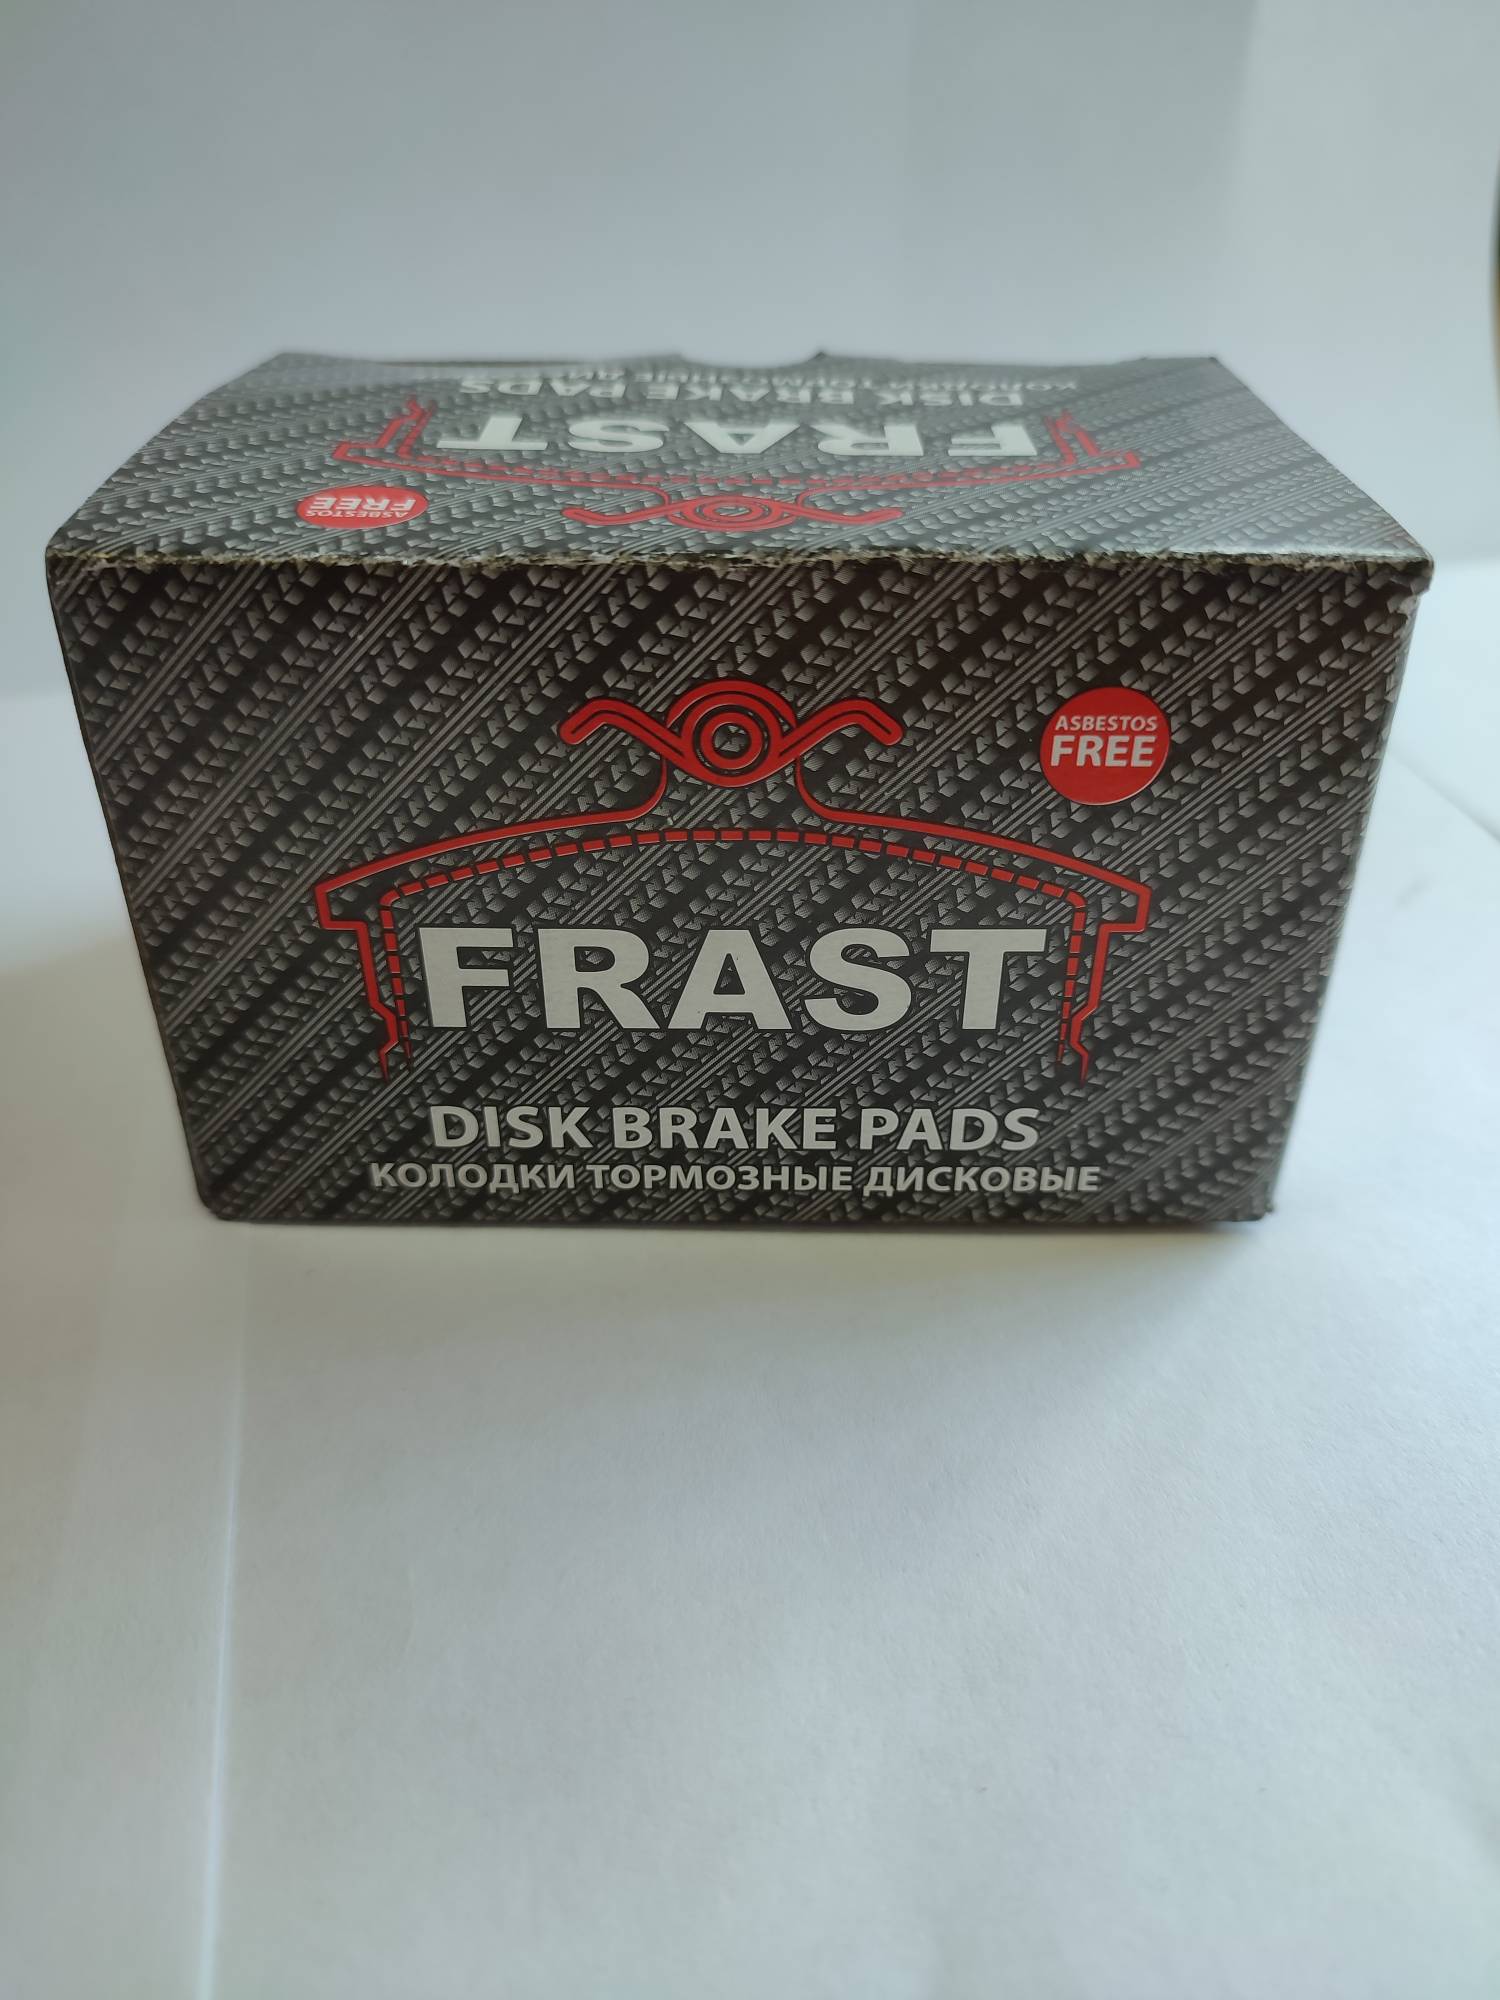 DISK BRAKE PADS
FRAST
ASBESTOS
FREE
ASBESTOS
FREE
FRAST
DISK BRAKE PADS
КОЛОДКИ ТОРМОЗНЫЕ ДИСКОВЫЕ